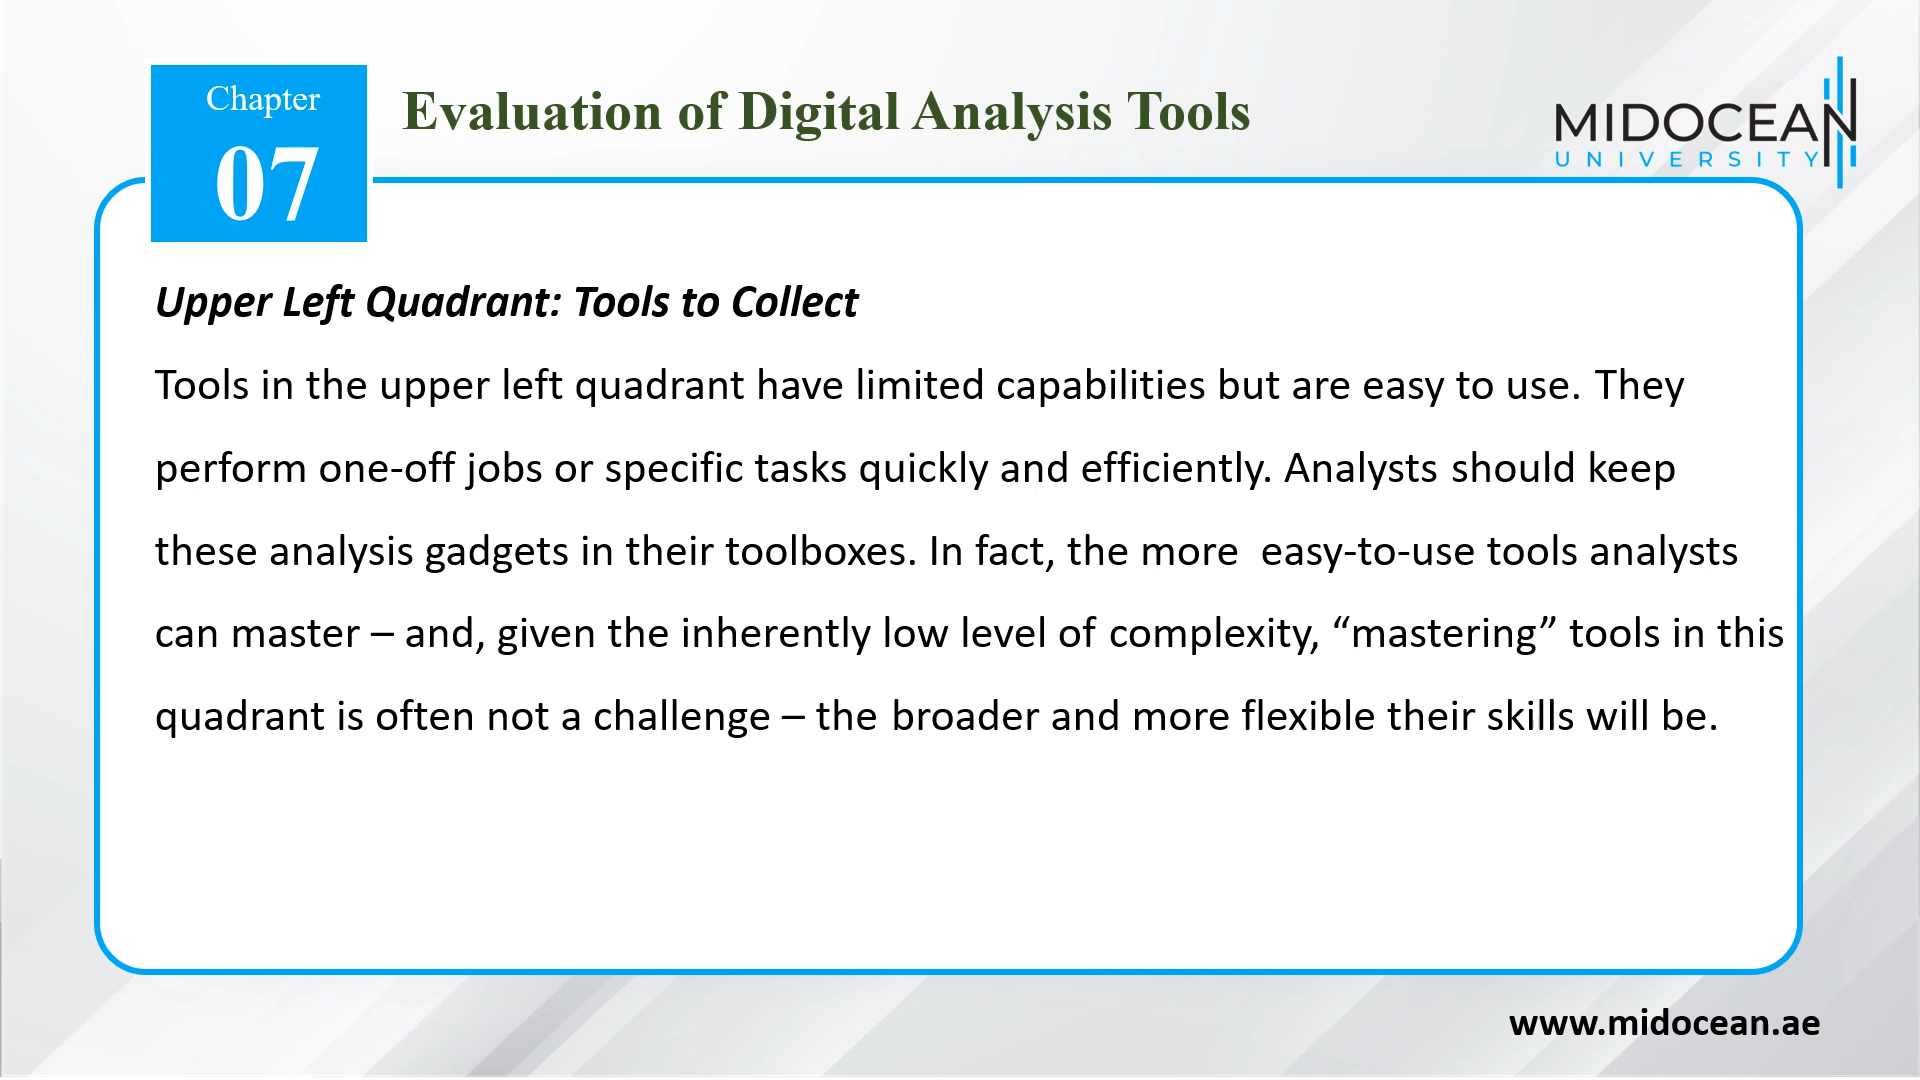 Chapter
07
Evaluation of Digital Analysis Tools
MIDOCEAN
UNIVERSITY
Upper Left Quadrant: Tools to Collect
Tools in the upper left quadrant have limited capabilities but are easy to use. They
perform one-off jobs or specific tasks quickly and efficiently. Analysts should keep
these analysis gadgets in their toolboxes. In fact, the more  easy-to-use tools analysts
can master – and, given the inherently low level of complexity, “mastering” tools in this
quadrant is often not a challenge – the broader and more flexible their skills will be.
www.midocean.ae